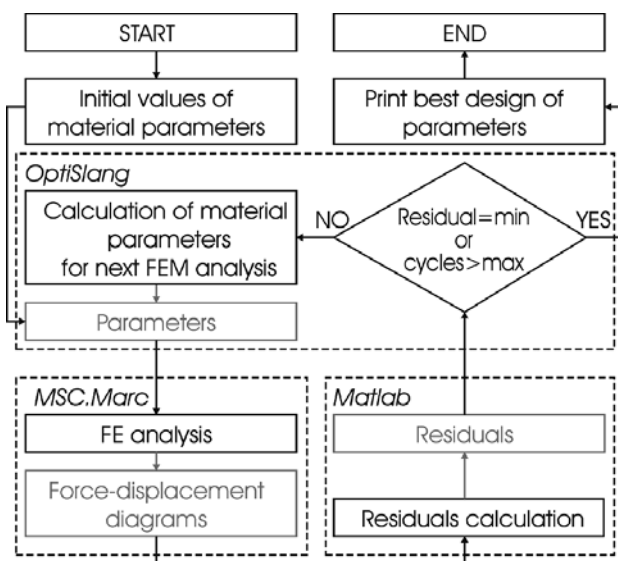 START
END
Initial values of
material parameters
Print best design of
parameters
OptiSlang
Calculation of material
parameters
for next FEM analysis
NO
Residual=min
or
cycles>max
YES
Parameters
MSC.Marc
FE analysis
Force-displacement
diagrams
Matlab
Residuals
Residuals calculation